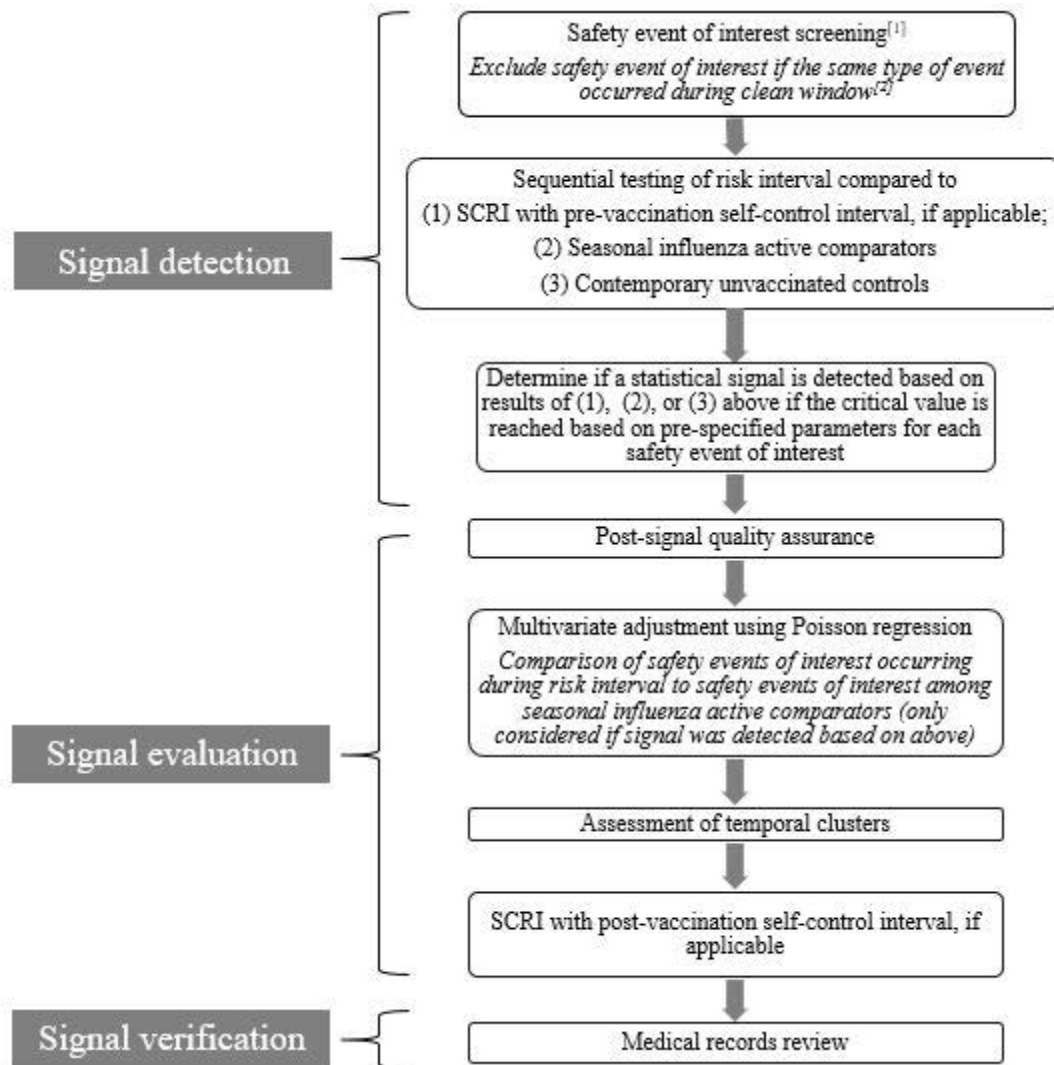 Safety event of interest screening[1]
Exclude safety event of interest if the same type of event
occurred during clean window[2]
Signal detection
Sequential testing of risk interval compared to
(1) SCRI with pre-vaccination self-control interval, if applicable;
(2) Seasonal influenza active comparators
(3) Contemporary unvaccinated controls
Determine if a statistical signal is detected based on
results of (1), (2), or (3) above if the critical value is
reached based on pre-specified parameters for each
safety event of interest
Signal evaluation
Post-signal quality assurance
Multivariate adjustment using Poisson regression
Comparison of safety events of interest occurring
during risk interval to safety events of interest among
seasonal influenza active comparators (only
considered if signal was detected based on above)
Assessment of temporal clusters
SCRI with post-vaccination self-control interval, if
applicable
Signal verification
Medical records review